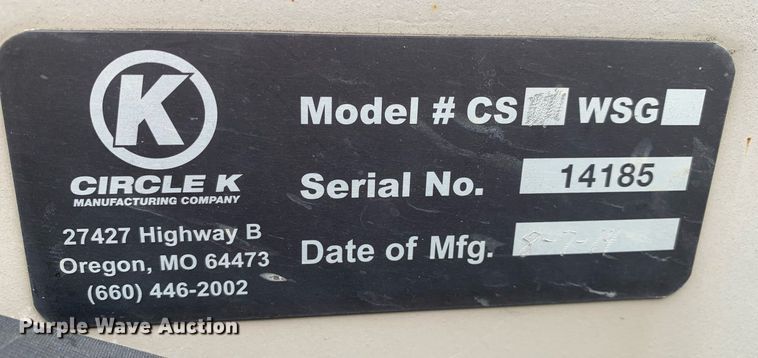 K
CIRCLE K
MANUFACTURING COMPANY
27427 Highway B
Oregon, MO 64473
(660) 446-2002
Model # CS WSG
Serial No. 14185
Date of Mfg.
Purple Wave Auction